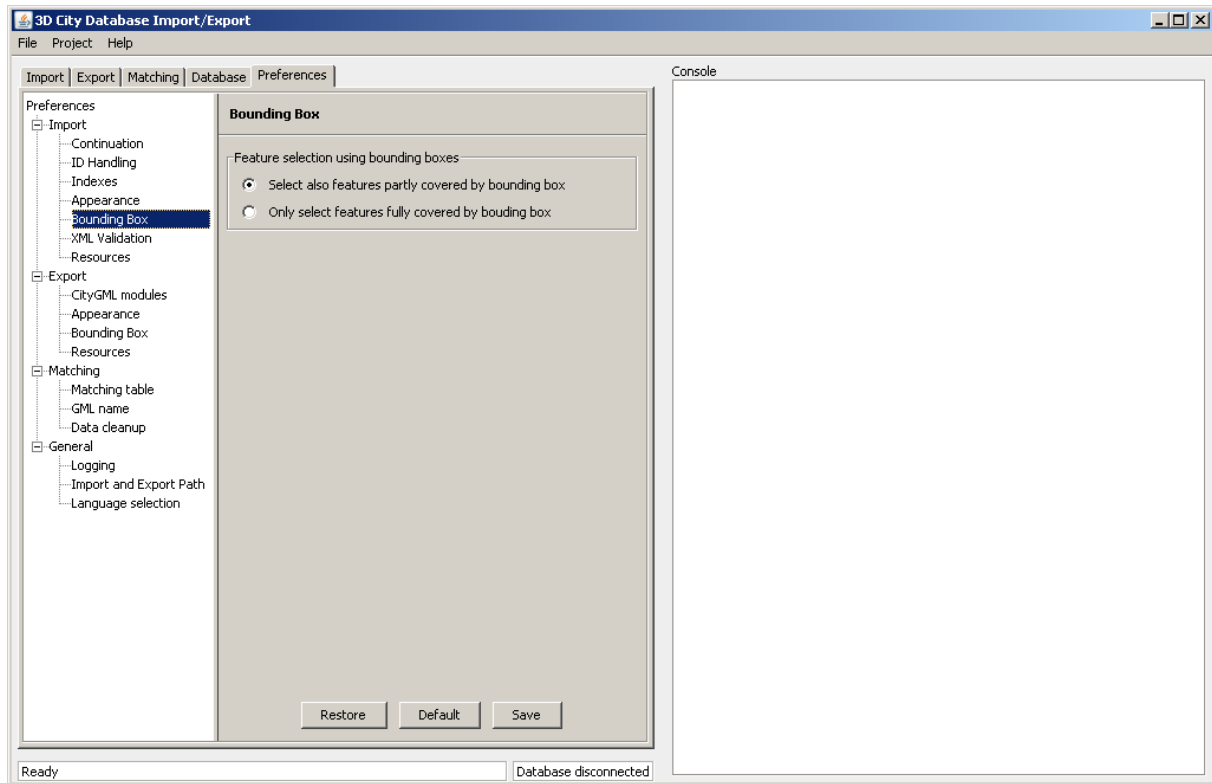 3D City Database Import/Export
File Project Help
Import Export Matching Database Preferences
Console
Preferences
Import
Continuation
ID Handling
Indexes
Appearance
Bounding Box
XML Validation
Resources
Export
CityGML modules
Appearance
Bounding Box
Resources
Matching
Matching table
GML name
Data cleanup
General
Logging
Import and Export Path
Language selection
Bounding Box
Feature selection using bounding boxes
Select also features partly covered by bounding box
Only select features fully covered by bouding box
Restore Default Save
Ready
Database disconnected